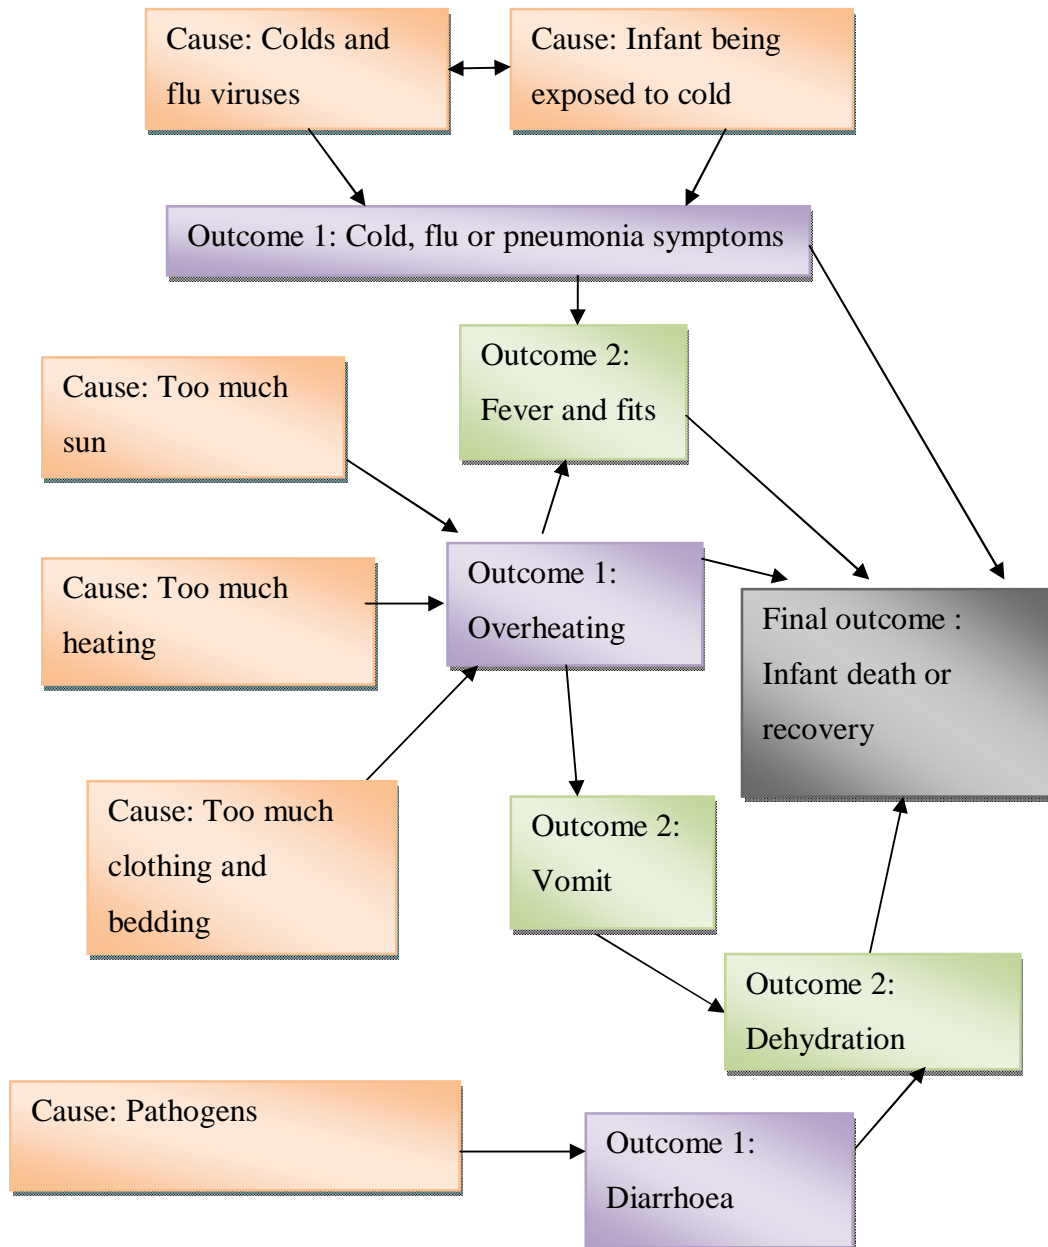 Cause: Colds and
flu viruses
Cause: Infant being
exposed to cold
Outcome 1: Cold, flu or pneumonia symptoms
Outcome 2:
Fever and fits
Cause: Too much
sun
Cause: Too much
heating
Outcome 1:
Overheating
Final outcome :
Infant death or
recovery
Cause: Too much
clothing and
bedding
Outcome 2:
Vomit
Outcome 2:
Dehydration
Cause: Pathogens
Outcome 1:
Diarrhoea